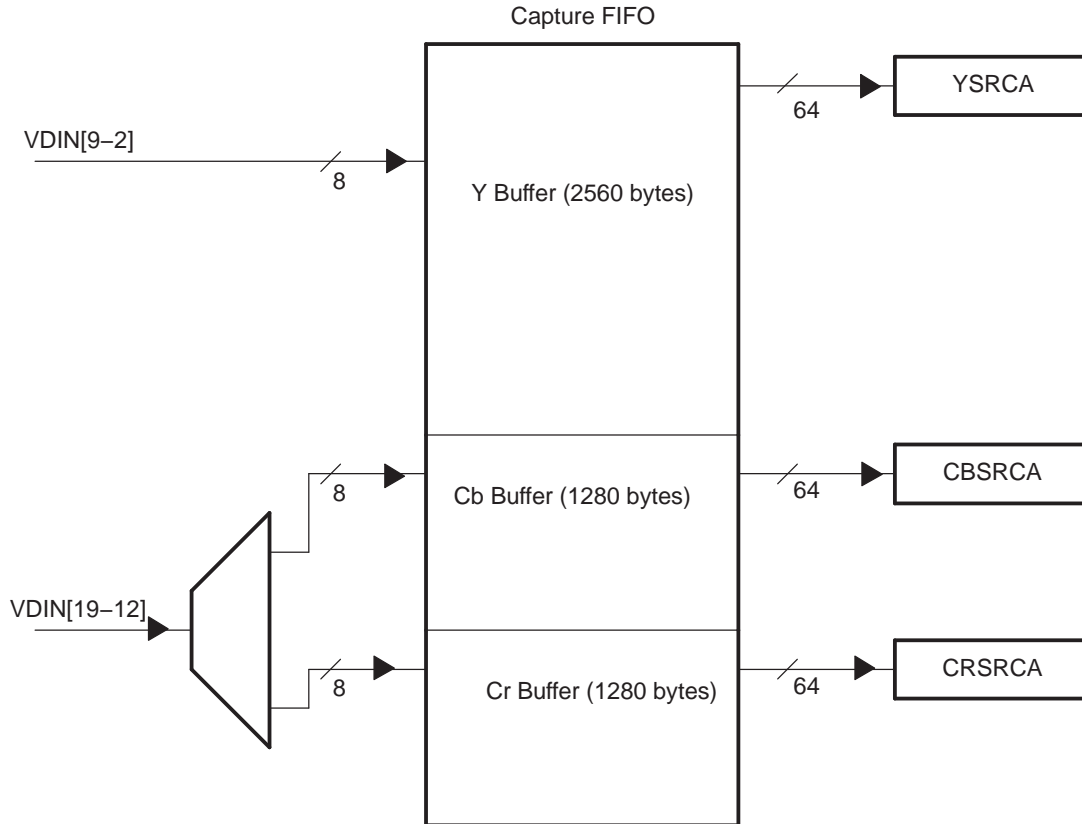 Capture FIFO
YSRCA
64
VDIN[9–2]
8
Y Buffer (2560 bytes)
CBSRCA
8
Cb Buffer (1280 bytes)
64
VDIN[19–12]
CRSRCA
8
Cr Buffer (1280 bytes)
64